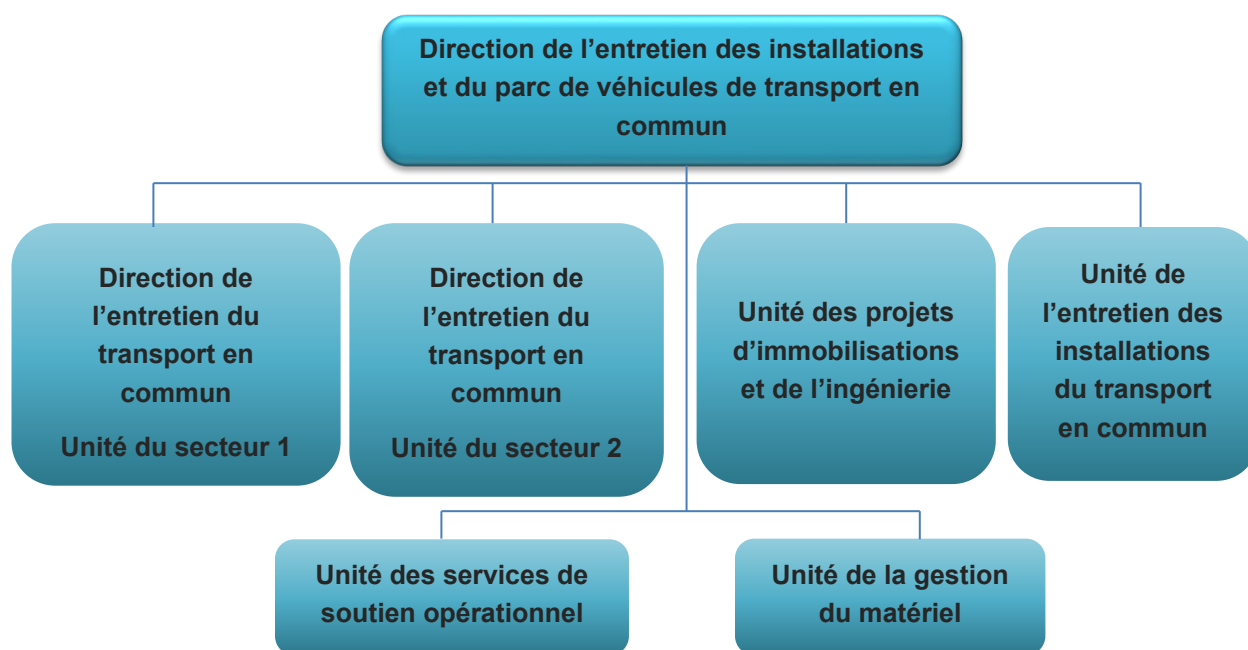 Direction de l’entretien des installations
et du parc de véhicules de transport en
commun
Direction de
l’entretien du
transport en
commun
Unité du secteur 1
Direction de
l’entretien du
transport en
commun
Unité du secteur 2
Unité des projets
d’immobilisations
et de l’ingénierie
Unité de
l’entretien des
installations
du transport
en commun
Unité des services de
soutien opérationnel
Unité de la gestion
du matériel